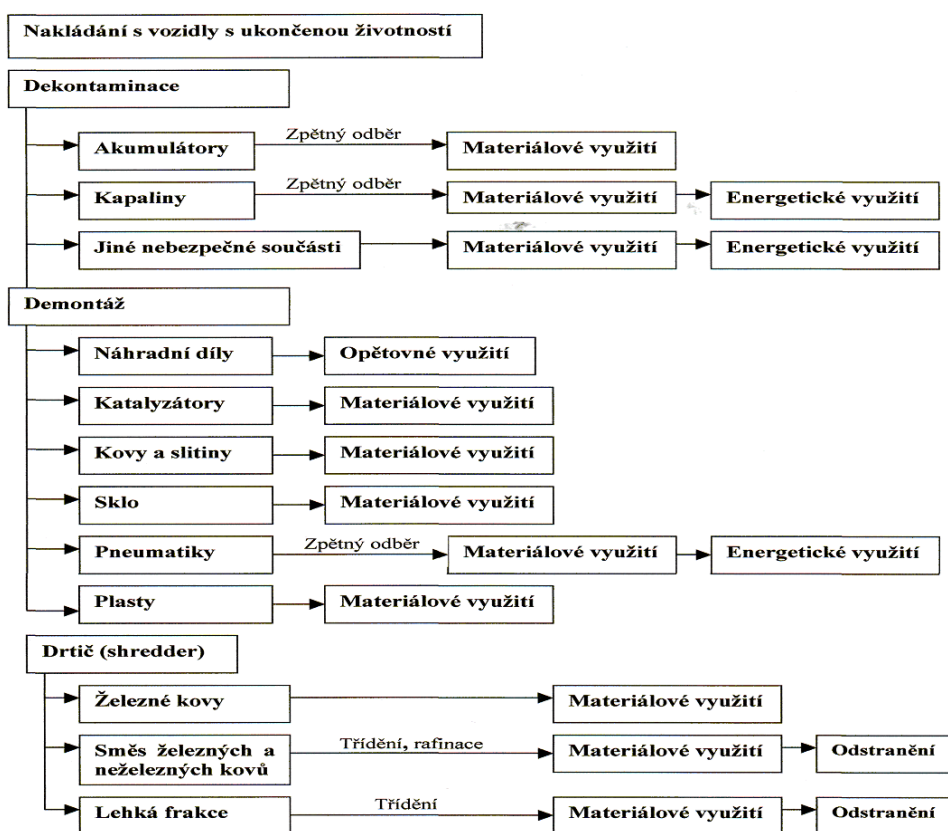 Nakládání s vozidly s ukončenou životností
Dekontaminace
Akumulátory
Zpětný odběr
Materiálové využití
Kapaliny
Zpětný odběr
Materiálové využití
Energetické využití
Jiné nebezpečné součásti
Materiálové využití
Energetické využití
Demontáž
Náhradní díly
Opětovné využití
Katalyzátory
Materiálové využití
Kovy a slitiny
Materiálové využití
Sklo
Materiálové využití
Pneumatiky
Zpětný odběr
Materiálové využití
Energetické využití
Plasty
Materiálové využití
Drtič (shredder)
Železné kovy
Materiálové využití
Směs železných a
neželezných kovů
Třídění, rafinace
Materiálové využití
Odstranění
Lehká frakce
Třídění
Materiálové využití
Odstranění